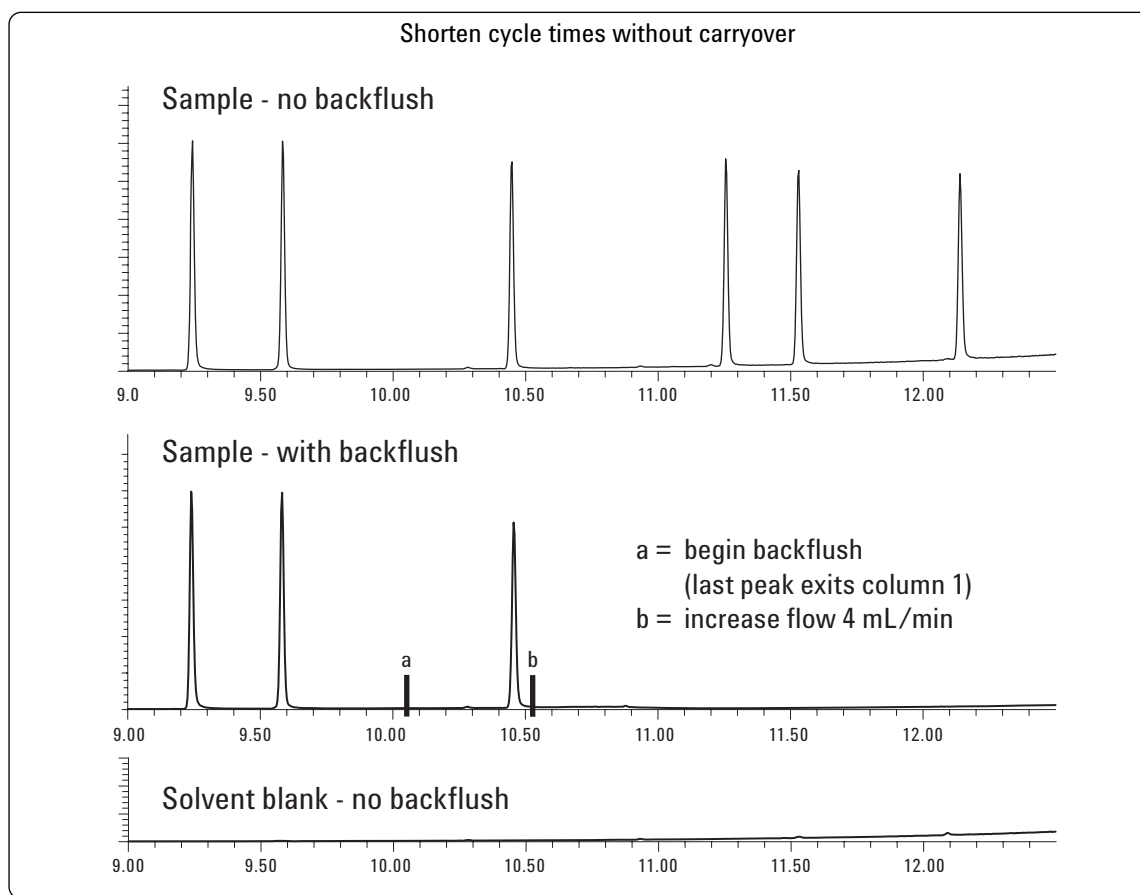 Shorten cycle times without carryover
Sample - no backflush
9.0 9.50 10.00 10.50 11.00 11.50 12.00
Sample - with backflush
a = begin backflush
(last peak exits column 1)
b = increase flow 4 mL/min
a b
9.00 9.50 10.00 10.50 11.00 11.50 12.00
Solvent blank - no backflush
9.00 9.50 10.00 10.50 11.00 11.50 12.00